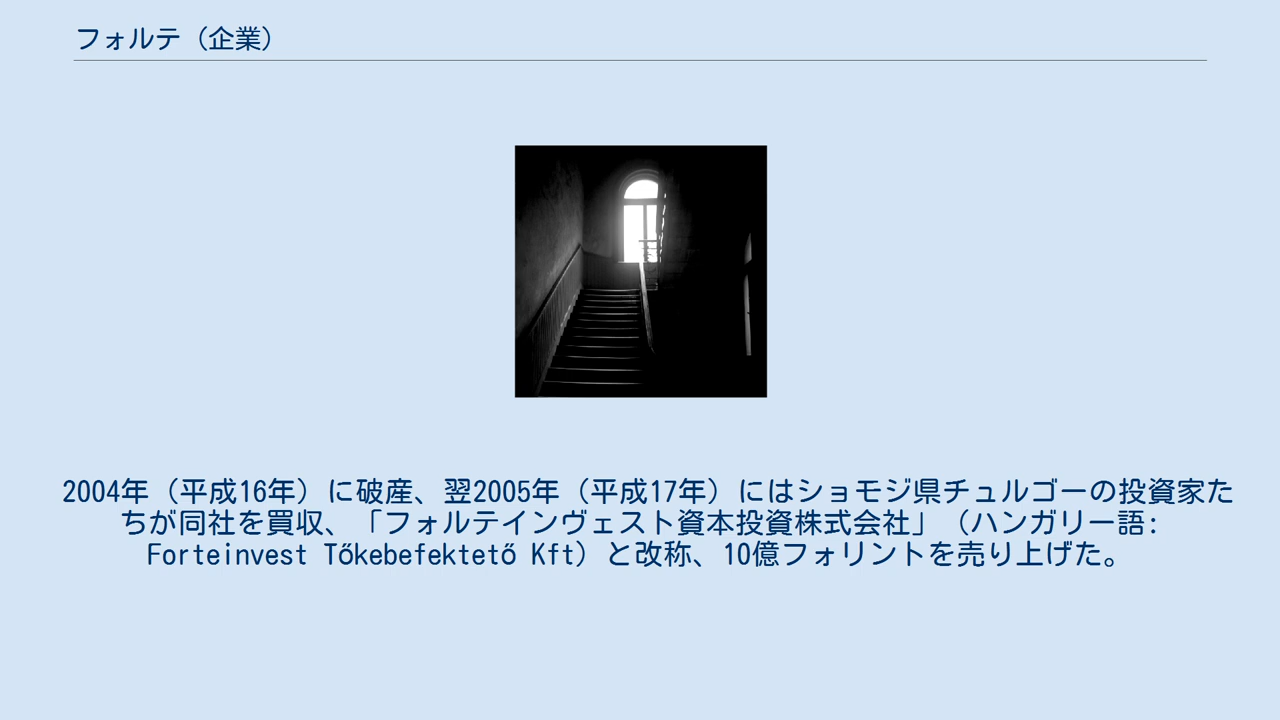 フォルテ（企業）
2004年（平成16年）に破産、翌2005年（平成17年）にはショモジ県チュルゴーの投資家た
ちが同社を買収、「フォルテインヴェスト資本投資株式会社」（ハンガリー語:
Forteinvest Tőkebefektető Kft）と改称、10億フォリントを売り上げた。